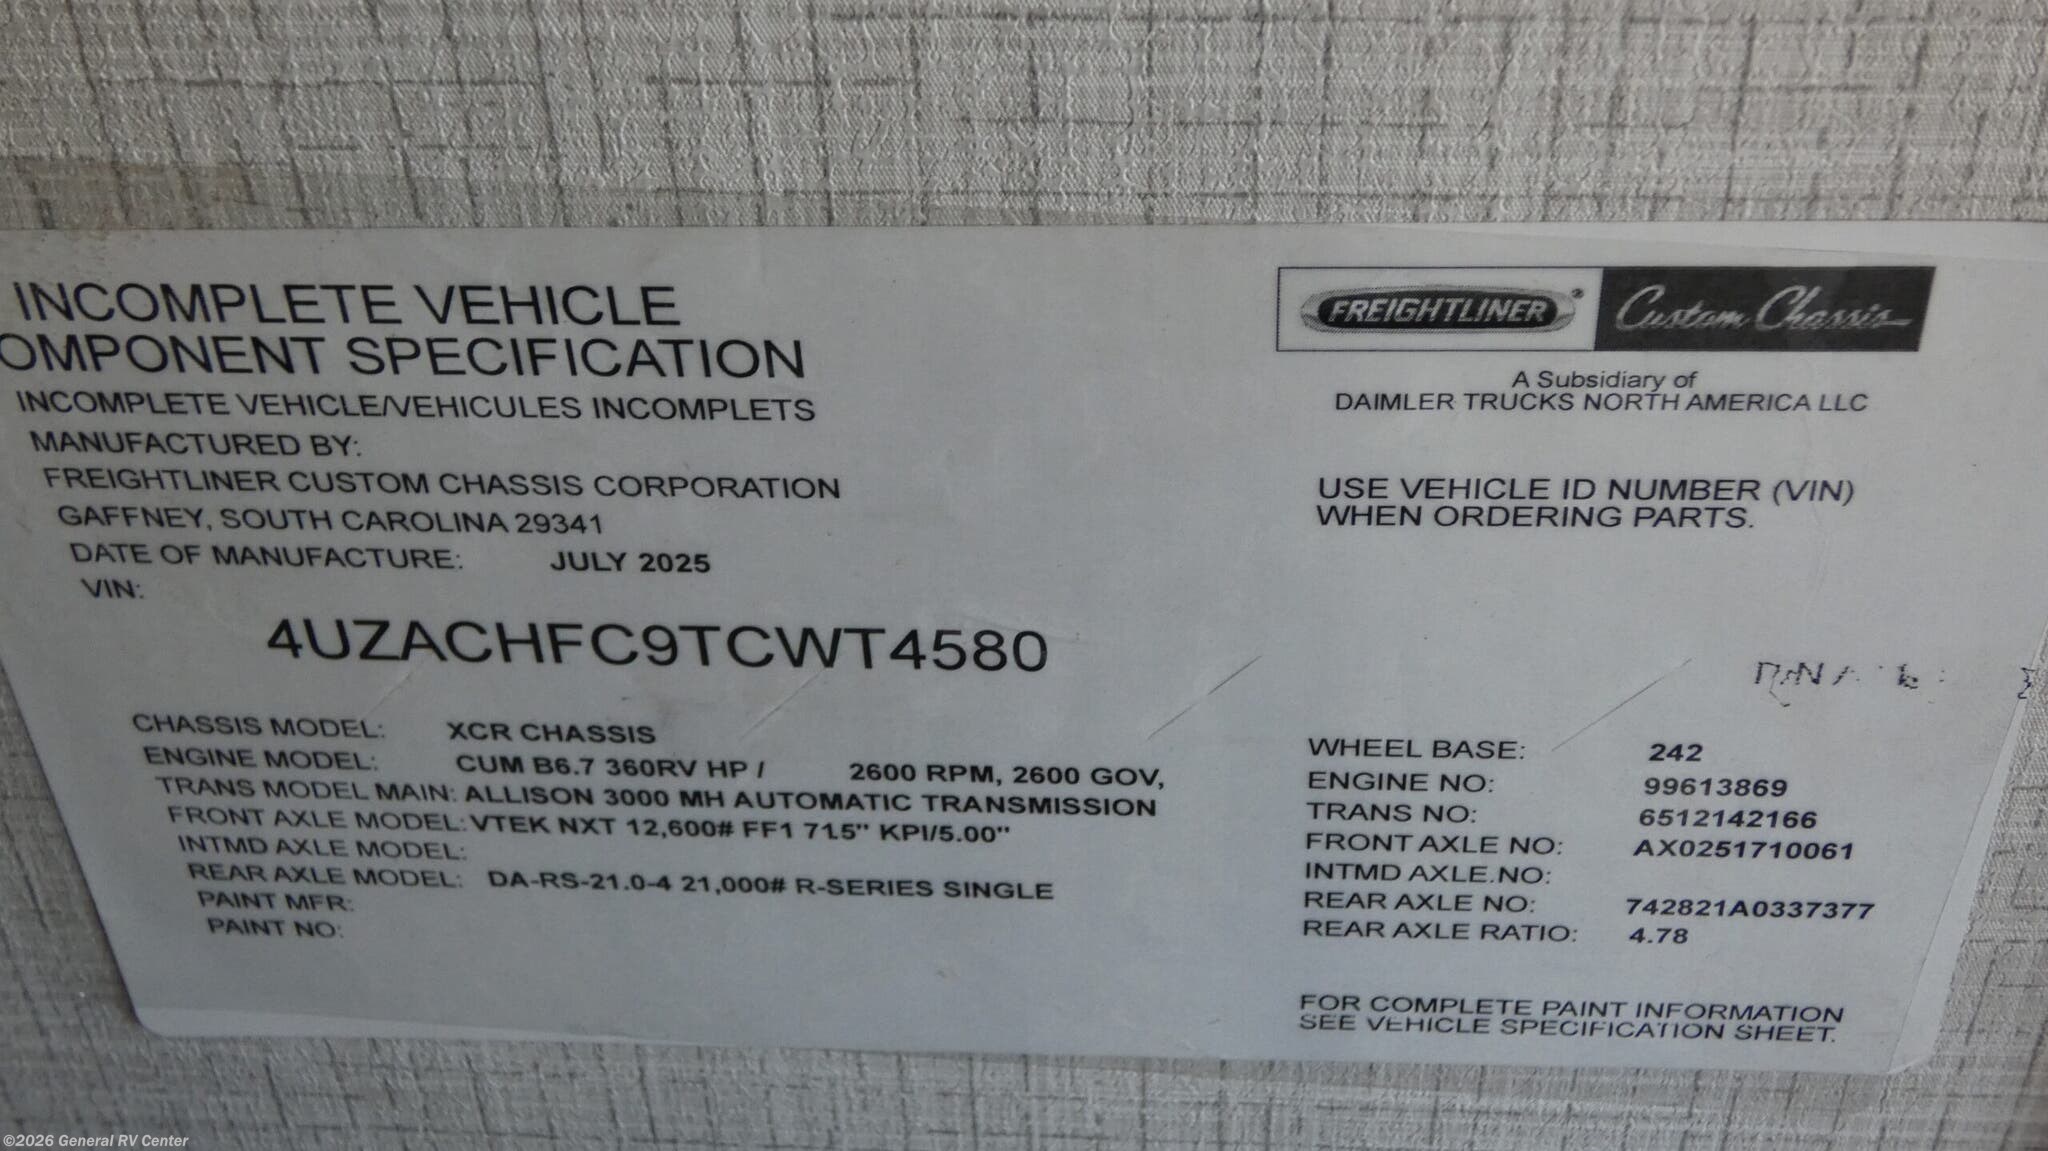 INCOMPLETE VEHICLE
OMPONENT SPECIFICATION
INCOMPLETE VEHICLE/VEHICULES INCOMPLETS
MANUFACTURED BY:
FREIGHTLINER CUSTOM CHASSIS CORPORATION
GAFFNEY, SOUTH CAROLINA 29341
DATE OF MANUFACTURE: JULY 2025
VIN:
4UZACHFC9TCWT4580
CHASSIS MODEL: XCR CHASSIS
ENGINE MODEL: CUM B6.7 360RV HP / 2600 RPM, 2600 GOV,
TRANS MODEL MAIN: ALLISON 3000 MH AUTOMATIC TRANSMISSION
FRONT AXLE MODEL: VTEK NXT 12,600# FF1 71.5" KPI/5.00"
INTMD AXLE MODEL:
REAR AXLE MODEL: DA-RS-21.0-4 21,000# R-SERIES SINGLE
PAINT MFR:
PAINT NO:
FREIGHTLINER® Custom Chassis
A Subsidiary of
DAIMLER TRUCKS NORTH AMERICA LLC
USE VEHICLE ID NUMBER (VIN)
WHEN ORDERING PARTS.
WHEEL BASE: 242
ENGINE NO: 99613869
TRANS NO: 6512142166
FRONT AXLE NO: AX0251710061
INTMD AXLE.NO:
REAR AXLE NO: 742821A0337377
REAR AXLE RATIO: 4.78
FOR COMPLETE PAINT INFORMATION
SEE VEHICLE SPECIFICATION SHEET.
©2026 General RV Center